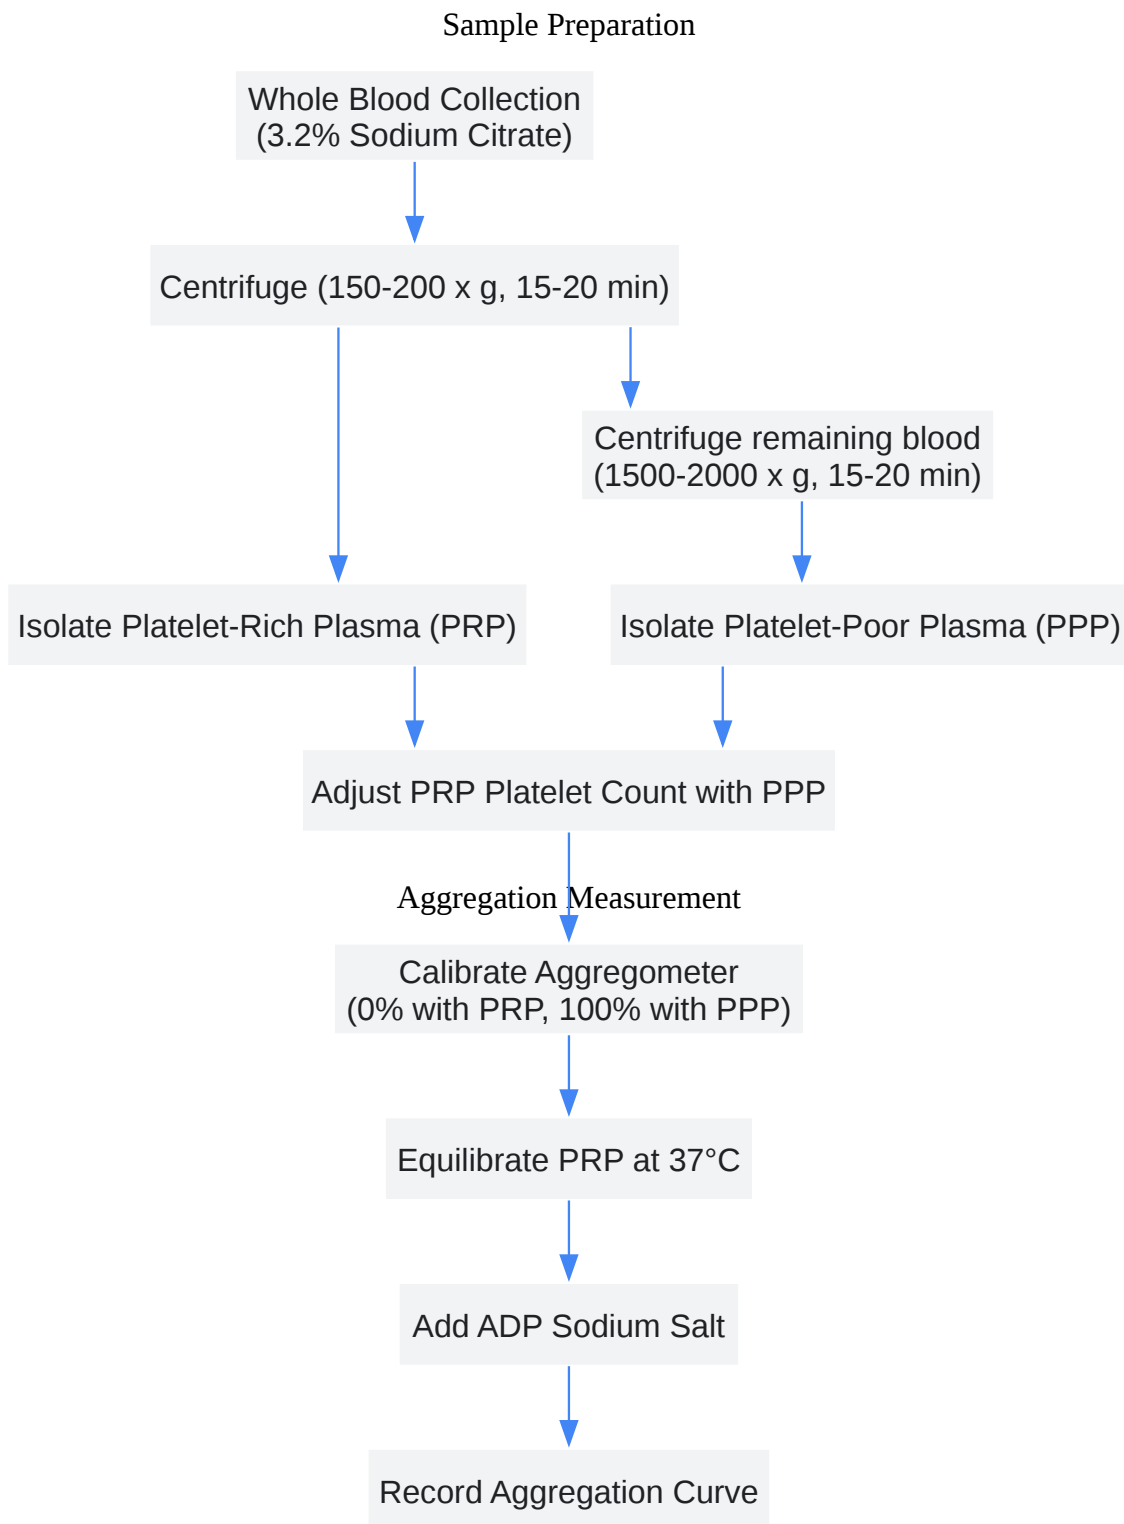 Sample Preparation
Whole Blood Collection
(3.2% Sodium Citrate)
Centrifuge (150-200 x g, 15-20 min)
Centrifuge remaining blood
(1500-2000 x g, 15-20 min)
Isolate Platelet-Rich Plasma (PRP)
Isolate Platelet-Poor Plasma (PPP)
Adjust PRP Platelet Count with PPP
Aggregation Measurement
Calibrate Aggregometer
(0% with PRP, 100% with PPP)
Equilibrate PRP at 37°C
Add ADP Sodium Salt
Record Aggregation Curve